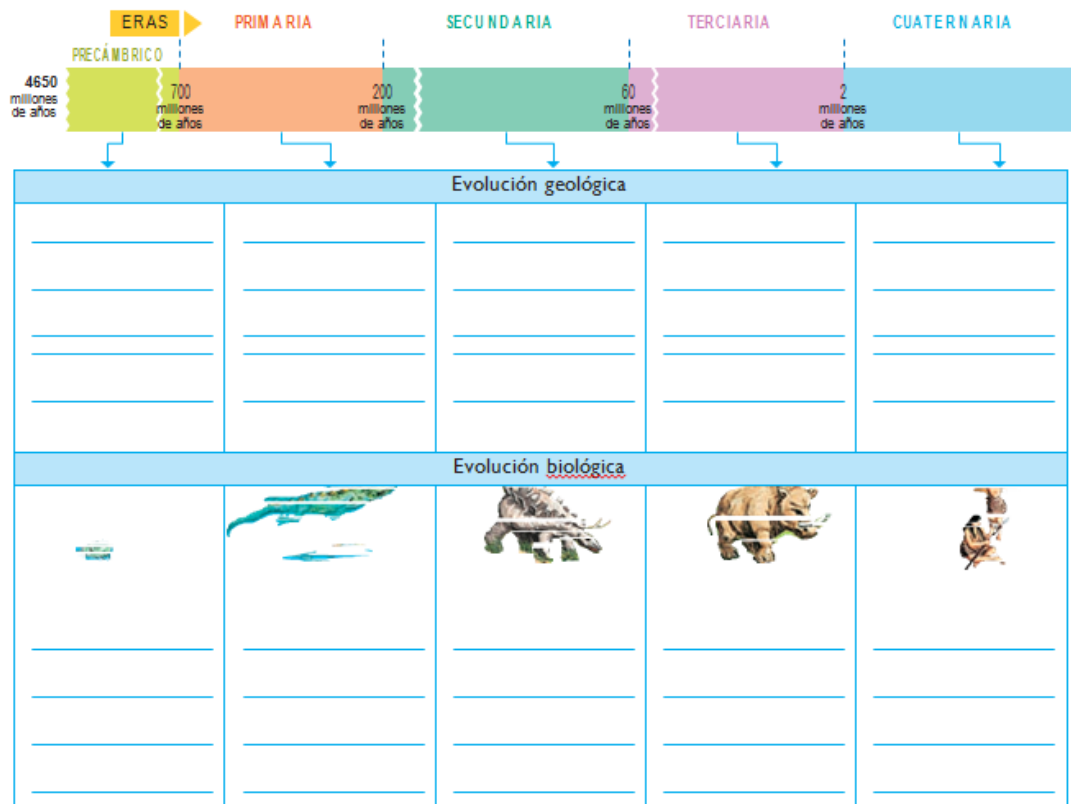 ERAS
PRIMARIA
SECUNDARIA
TERCIARIA
CUATERNARIA
PRECÁMBRICO
4650
millones
de años
700
millones
de años
200
millones
de años
60
millones
de años
2
millones
de años
Evolución geológica
Evolución biológica